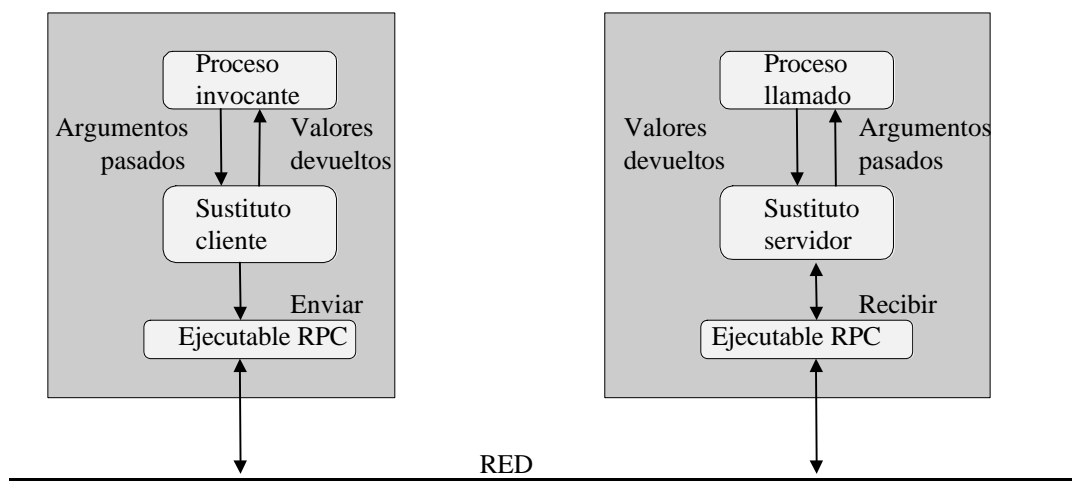 Proceso
invocante
Argumentos
pasados
Valores
devueltos
Sustituto
cliente
Enviar
Ejecutable RPC
Proceso
llamado
Valores
devueltos
Argumentos
pasados
Sustituto
servidor
Recibir
Ejecutable RPC
RED